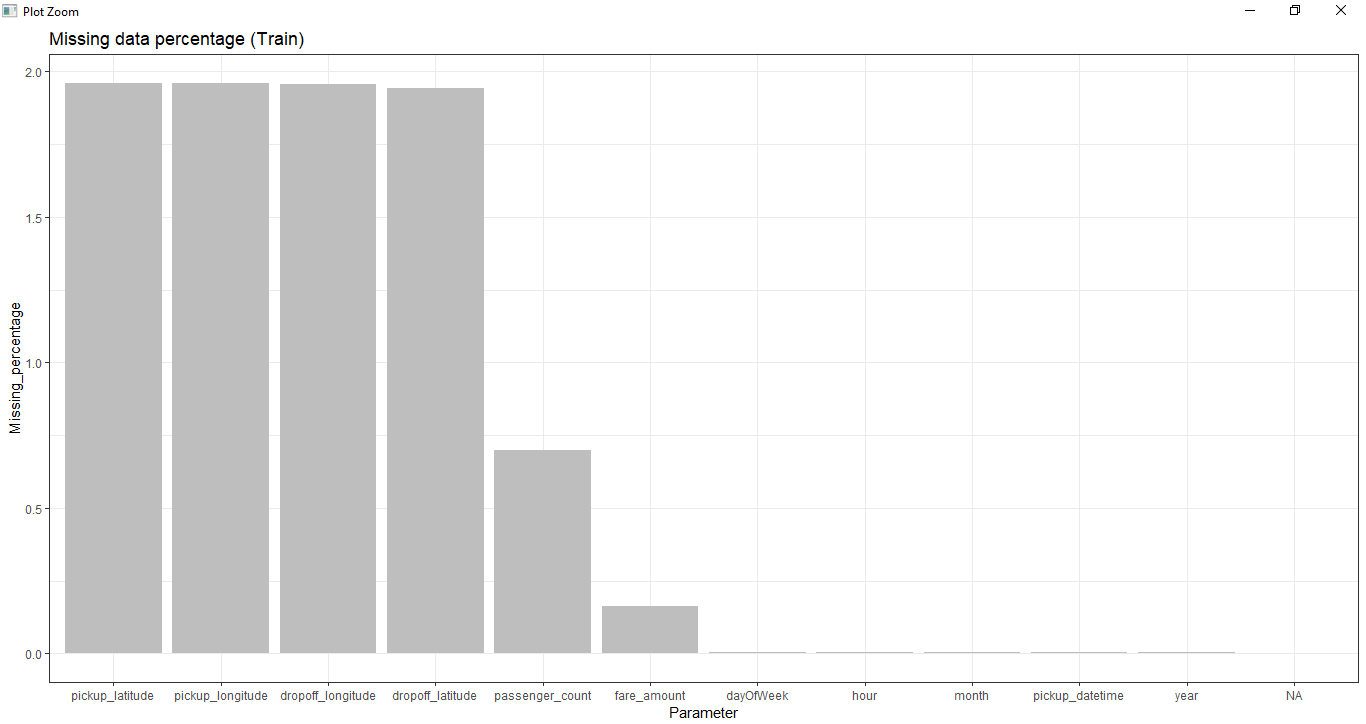 Plot Zoom
Missing data percentage (Train)
2.0
1.5
1.0
0.5
0.0
Missing_percentage
pickup_latitude pickup_longitude dropoff_longitude dropoff_latitude passenger_count fare_amount dayOfWeek hour month pickup_datetime year NA
Parameter